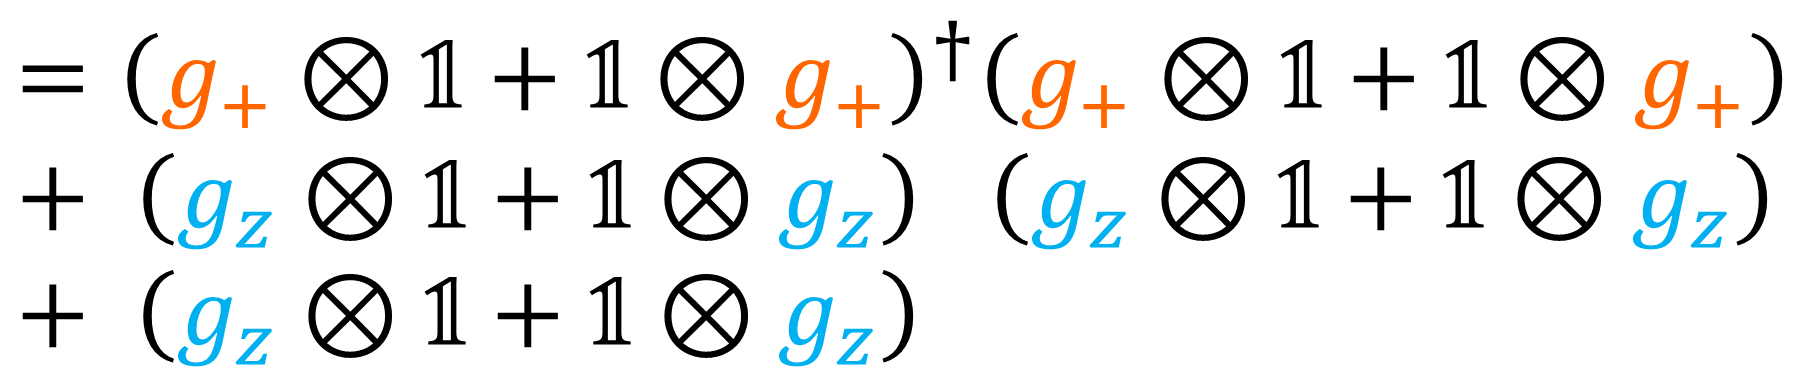 = (g₊ ⊗ 𝟙 + 𝟙 ⊗ g₊)†(g₊ ⊗ 𝟙 + 𝟙 ⊗ g₊)
+ (g_z ⊗ 𝟙 + 𝟙 ⊗ g_z) (g_z ⊗ 𝟙 + 𝟙 ⊗ g_z)
+ (g_z ⊗ 𝟙 + 𝟙 ⊗ g_z)